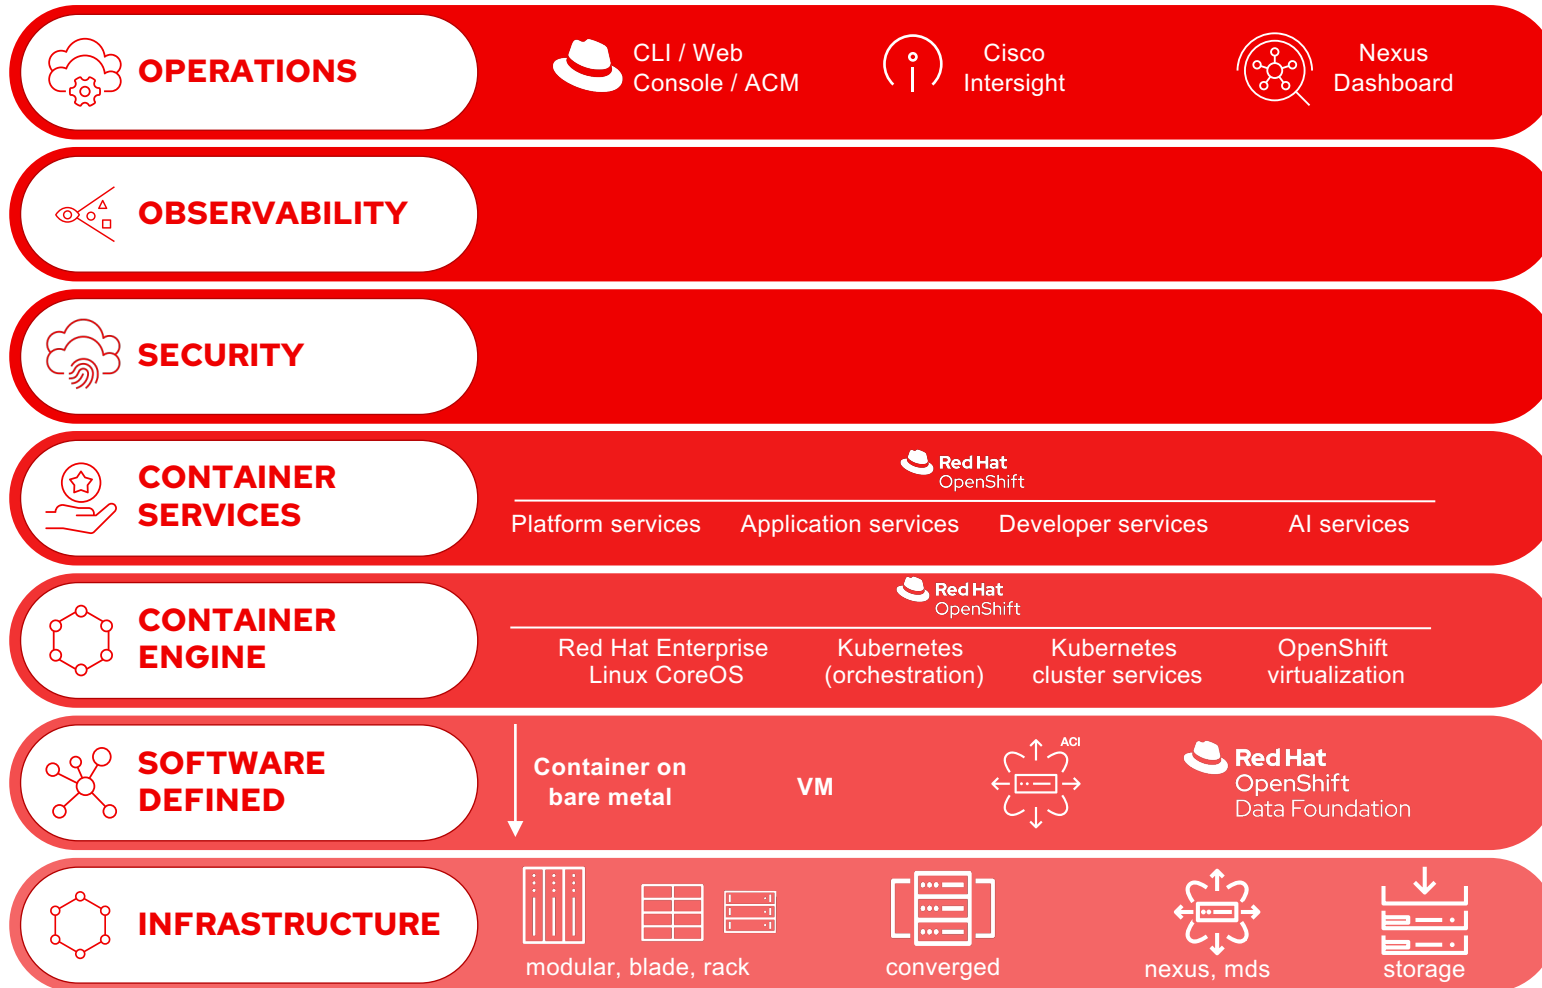 OPERATIONS
CLI / Web
Console / ACM
Cisco
Intersight
Nexus
Dashboard
OBSERVABILITY
SECURITY
CONTAINER
SERVICES
Red Hat
OpenShift
Platform services
Application services
Developer services
AI services
CONTAINER
ENGINE
Red Hat
OpenShift
Red Hat Enterprise
Linux CoreOS
Kubernetes
(orchestration)
Kubernetes
cluster services
OpenShift
virtualization
SOFTWARE
DEFINED
Container on
bare metal
VM
ACI
Red Hat
OpenShift
Data Foundation
INFRASTRUCTURE
modular, blade, rack
converged
nexus, mds
storage